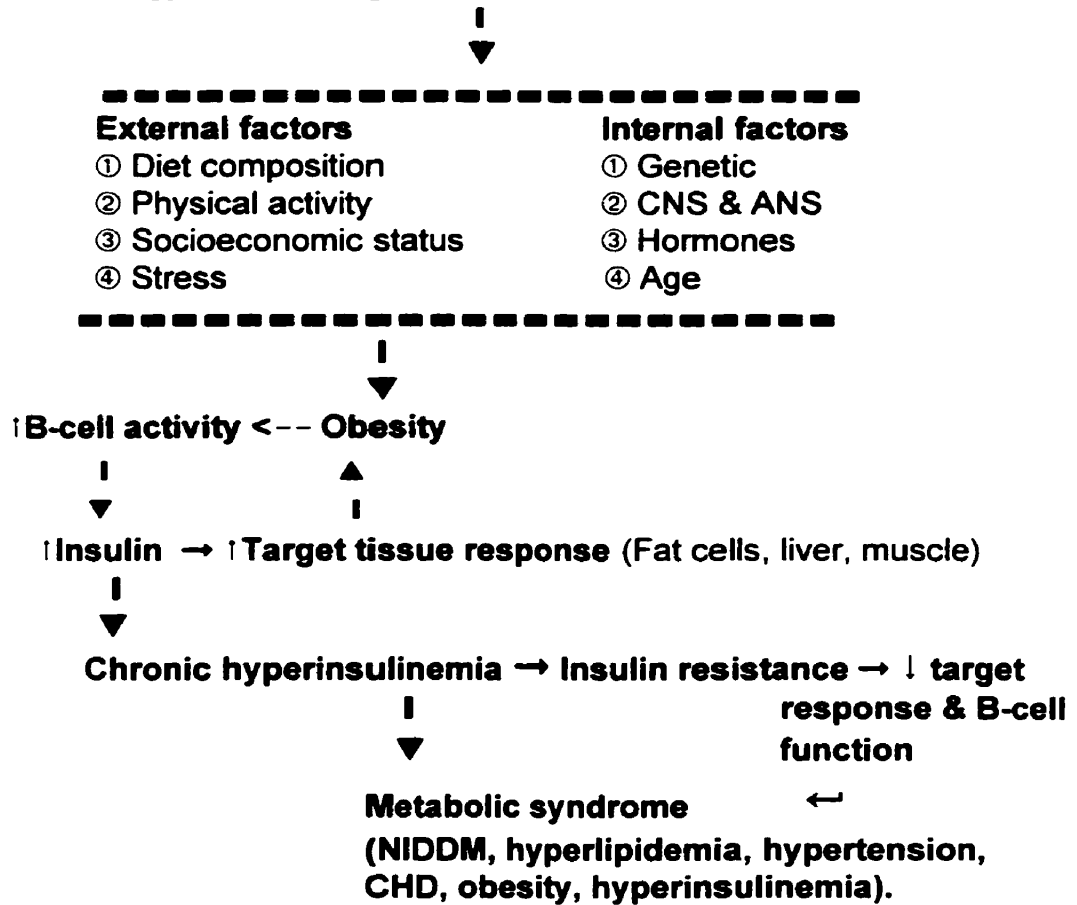 External factors Internal factors
① Diet composition ① Genetic
② Physical activity ② CNS & ANS
③ Socioeconomic status ③ Hormones
④ Stress ④ Age
↑B-cell activity <-- Obesity
↑Insulin → ↑Target tissue response (Fat cells, liver, muscle)
Chronic hyperinsulinemia → Insulin resistance → ↓ target
response & B-cell
function
Metabolic syndrome ↩
(NIDDM, hyperlipidemia, hypertension,
CHD, obesity, hyperinsulinemia).